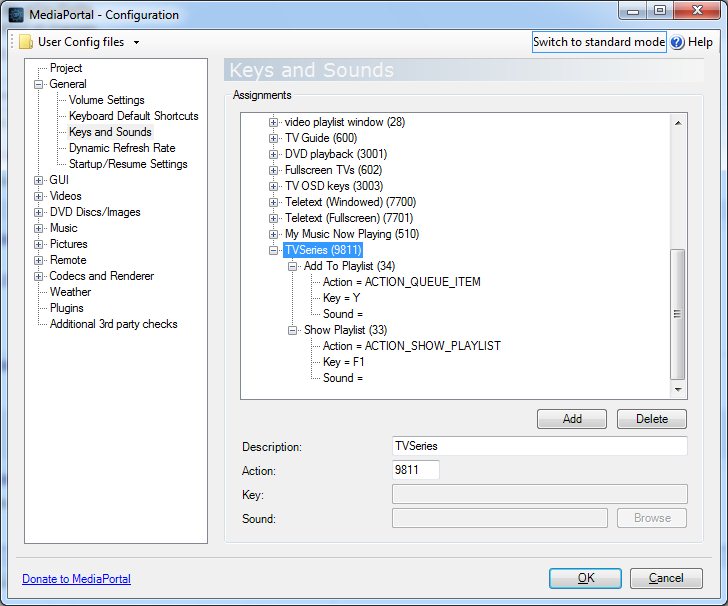 MediaPortal - Configuration
User Config files
Switch to standard mode
Help
Project
General
Volume Settings
Keyboard Default Shortcuts
Keys and Sounds
Dynamic Refresh Rate
Startup/Resume Settings
GUI
Videos
DVD Discs/Images
Music
Pictures
Remote
Codecs and Renderer
Weather
Plugins
Additional 3rd party checks
Keys and Sounds
Assignments
video playlist window (28)
TV Guide (600)
DVD playback (3001)
Fullscreen TVs (602)
TV OSD keys (3003)
Teletext (Windowed) (7700)
Teletext (Fullscreen) (7701)
My Music Now Playing (510)
TVSeries (9811)
Add To Playlist (34)
Action = ACTION_QUEUE_ITEM
Key = Y
Sound =
Show Playlist (33)
Action = ACTION_SHOW_PLAYLIST
Key = F1
Sound =
Add
Delete
Description:
TVSeries
Action:
9811
Key:
Sound:
Browse
Donate to MediaPortal
OK
Cancel